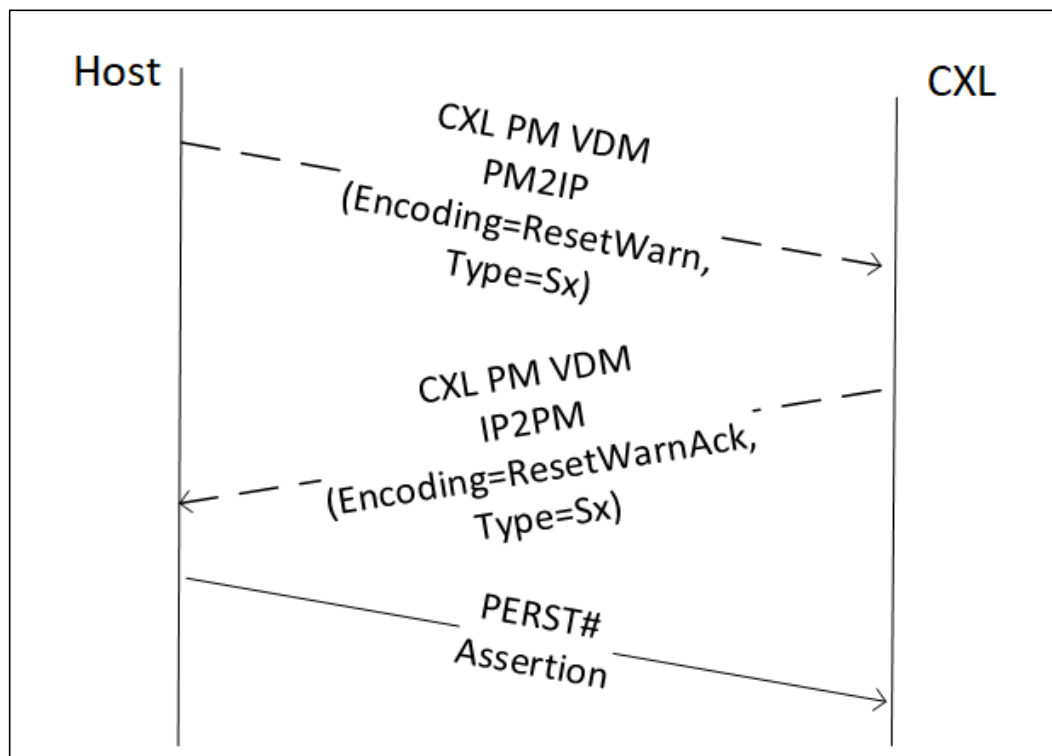 Host
CXL
CXL PM VDM
PM2IP
(Encoding=ResetWarn,
Type=Sx)
CXL PM VDM
IP2PM
(Encoding=ResetWarnAck,
Type=Sx)
PERST#
Assertion